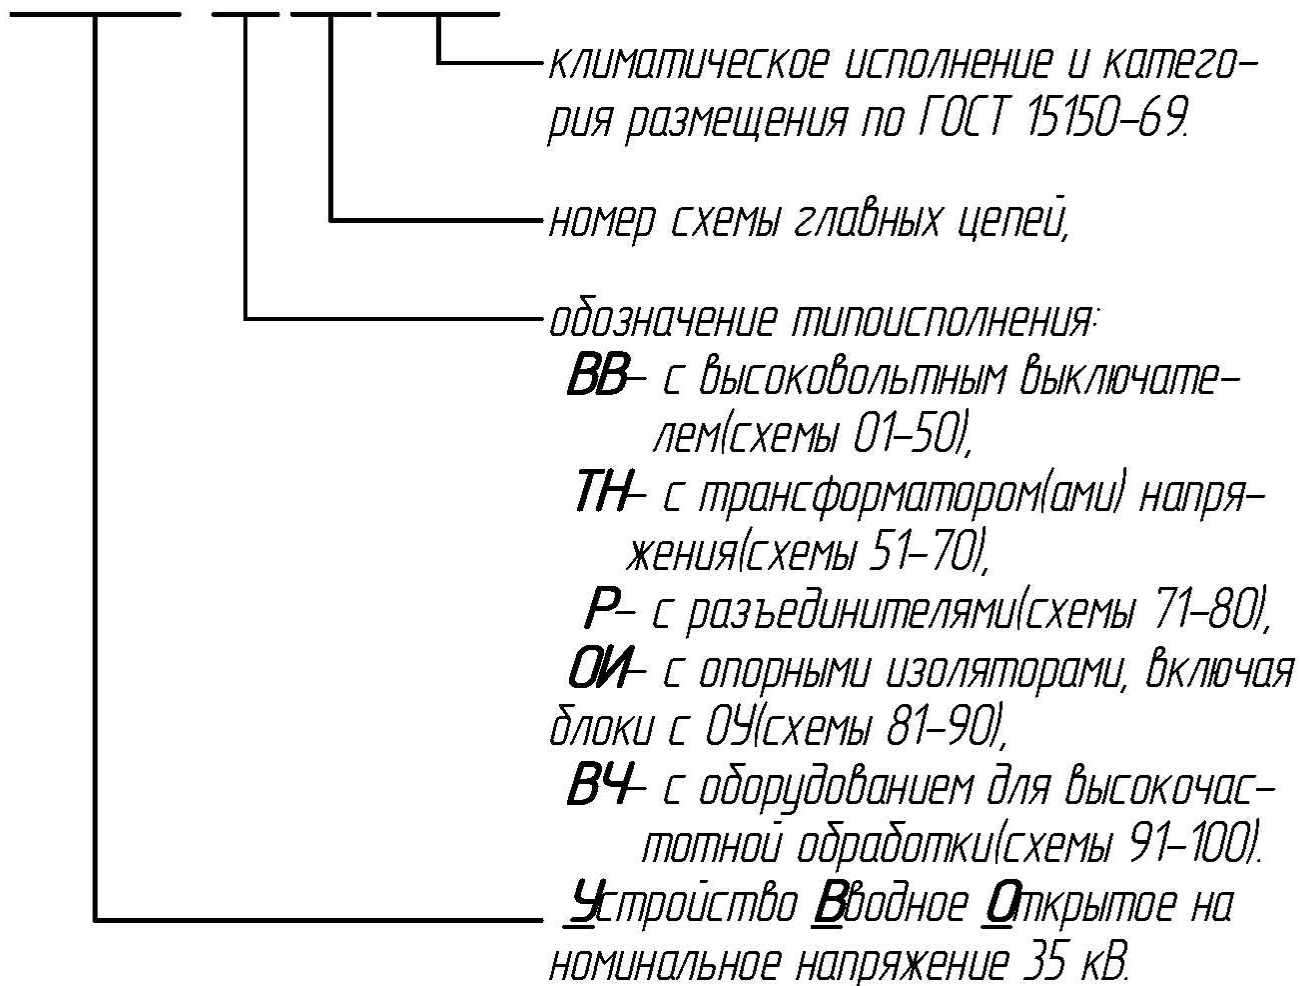 климатическое исполнение и катего-
рия размещения по ГОСТ 15150-69.
номер схемы главных цепей,
обозначение типоисполнения:
ВВ- с высоковольтным выключате-
лем(схемы 01-50),
ТН- с трансформатором(ами) напря-
жения(схемы 51-70),
Р- с разъединителями(схемы 71-80),
ОИ- с опорными изоляторами, включая
блоки с ОУ(схемы 81-90),
ВЧ- с оборудованием для высокочас-
тотной обработки(схемы 91-100).
Устройство Вводное Открытое на
номинальное напряжение 35 кВ.